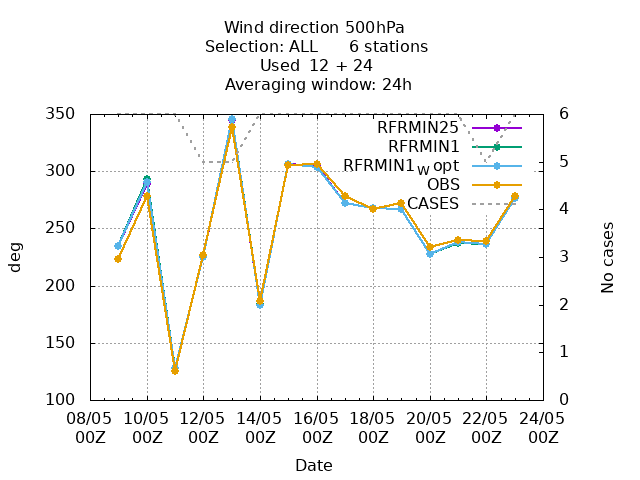 Wind direction 500hPa
Selection: ALL 6 stations
Used 12 + 24
Averaging window: 24h
RFRMIN25
RFRMIN1
RFRMIN1w opt
OBS
CASES
350
300
250
200
150
100
6
5
4
3
2
1
0
deg
No cases
08/05 10/05 12/05 14/05 16/05 18/05 20/05 22/05 24/05
00Z 00Z 00Z 00Z 00Z 00Z 00Z 00Z 00Z
Date